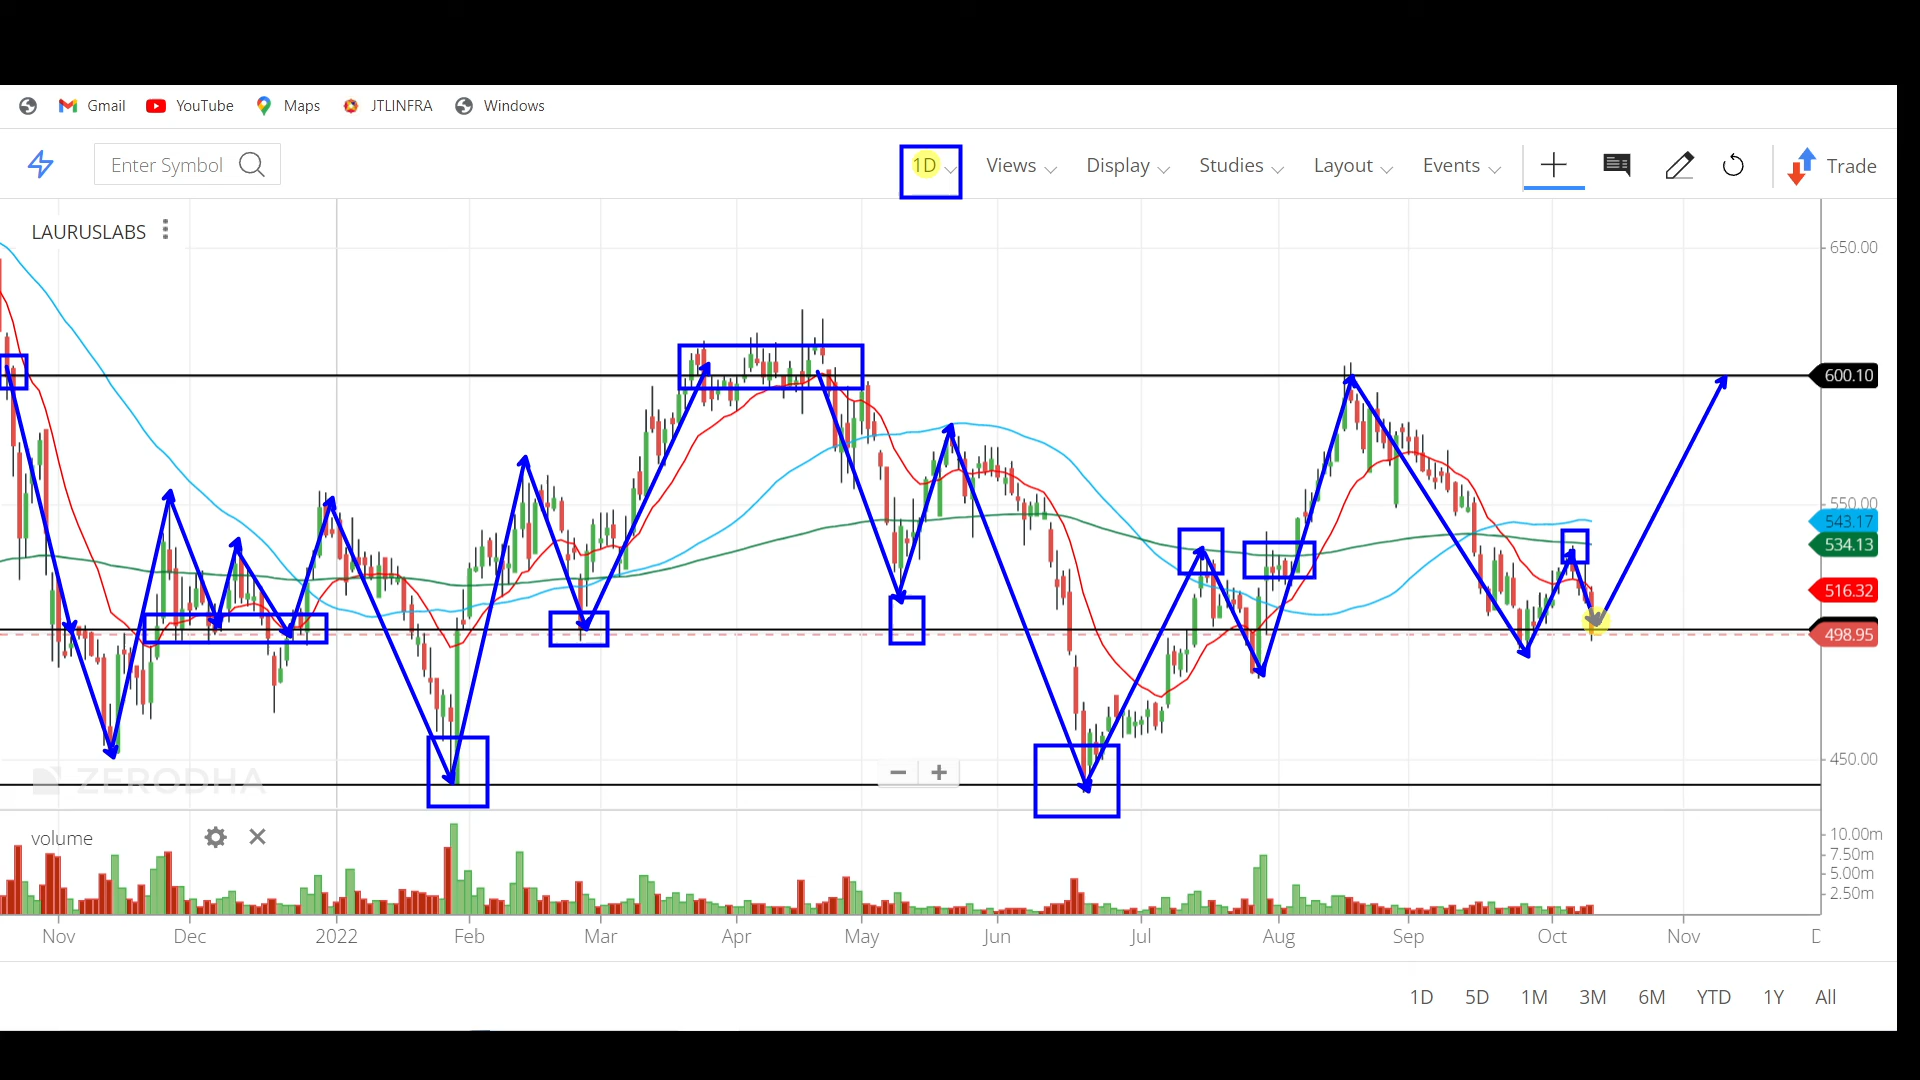 Gmail YouTube Maps JTLINFRA Windows
Enter Symbol 1D Views Display Studies Layout Events Trade
LAURUSLABS
650.00
600.10
550.00
543.17
534.13
516.32
498.95
450.00
ZERODHA
volume
10.00m
7.50m
5.00m
2.50m
Nov Dec 2022 Feb Mar Apr May Jun Jul Aug Sep Oct Nov D
1D 5D 1M 3M 6M YTD 1Y All